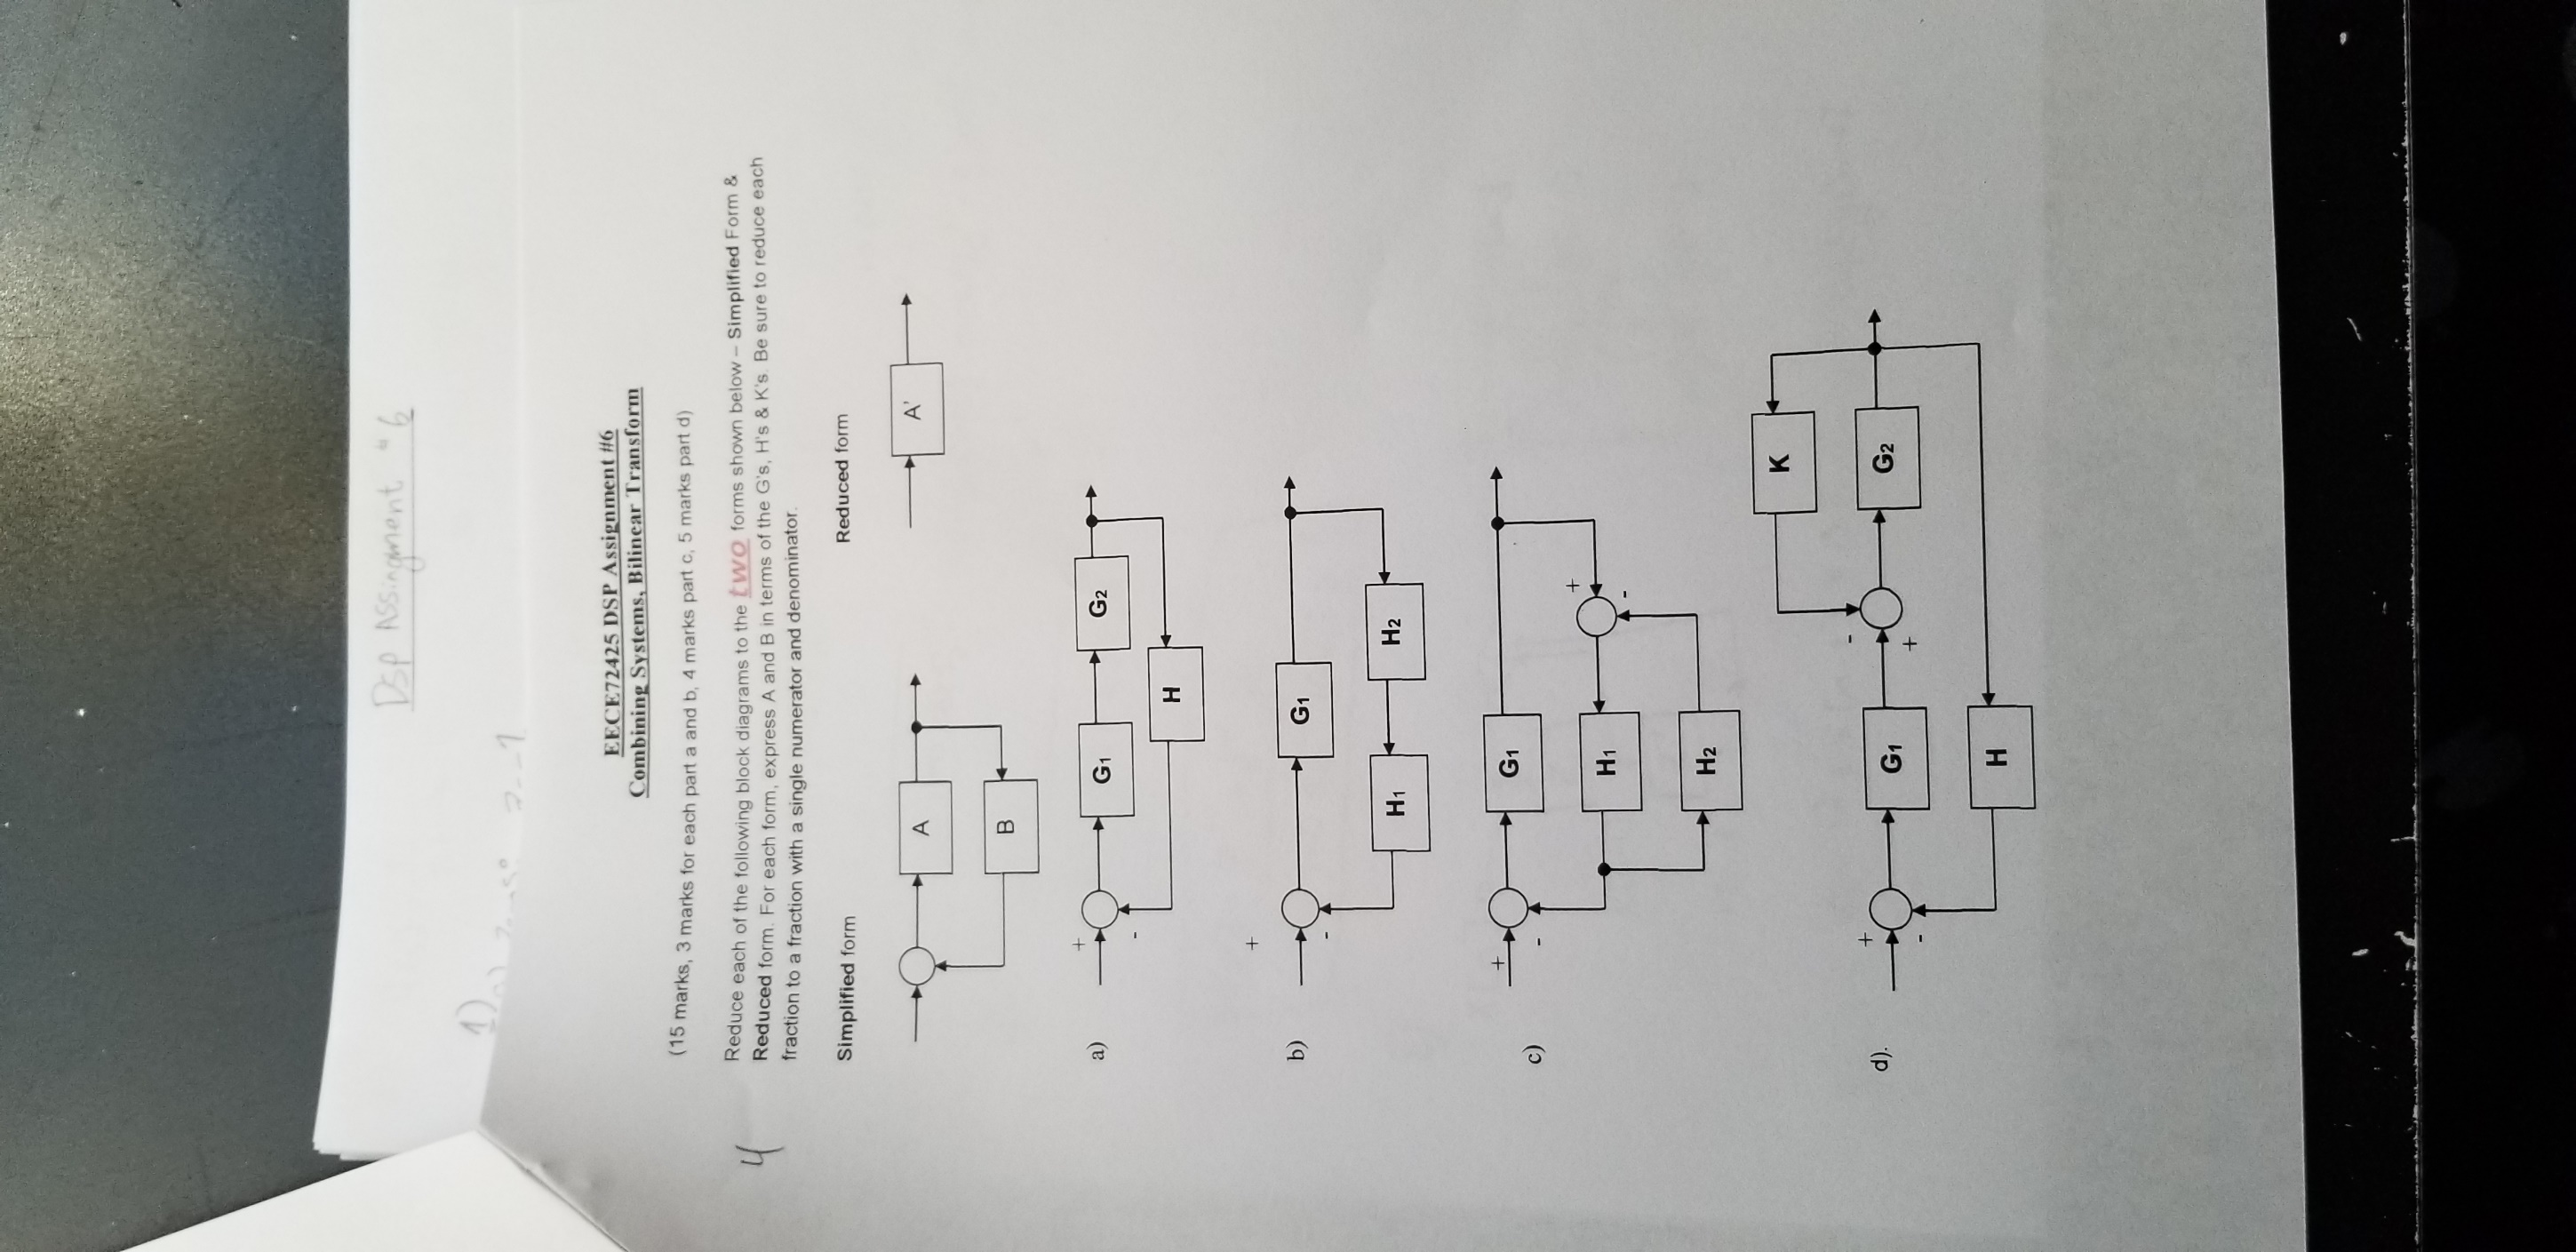 DSP Assingment #6
1)
EECE72425 DSP Assignment #6
Combining Systems, Bilinear Transform
(15 marks, 3 marks for each part a and b, 4 marks part c, 5 marks part d)
Reduce each of the following block diagrams to the two forms shown below – Simplified Form &
Reduced form. For each form, express A and B in terms of the G's, H's & K's. Be sure to reduce each
fraction to a fraction with a single numerator and denominator.
4
Simplified form Reduced form
A A'
B
a) + G1 G2
-
H
b) + G1
-
H1 H2
c) + G1
- +
H1 -
H2
K
-
d). + G1 + G2
-
H